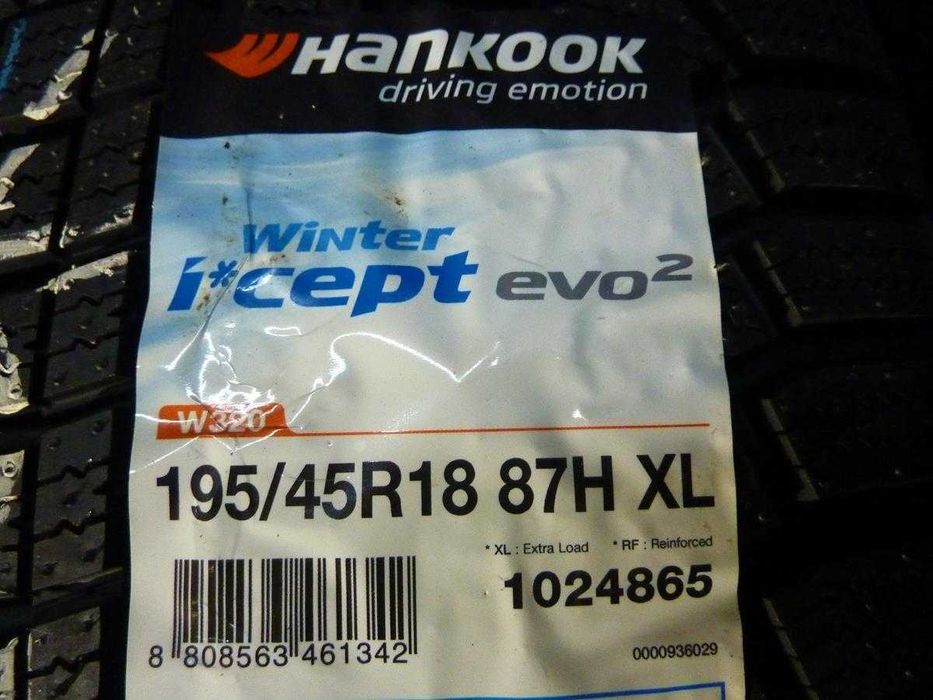 Hankook
driving emotion
Winter
i*cept evo2
W320
195/45R18 87H XL
* XL : Extra Load * RF : Reinforced
1024865
8 808563 461342
0000936029